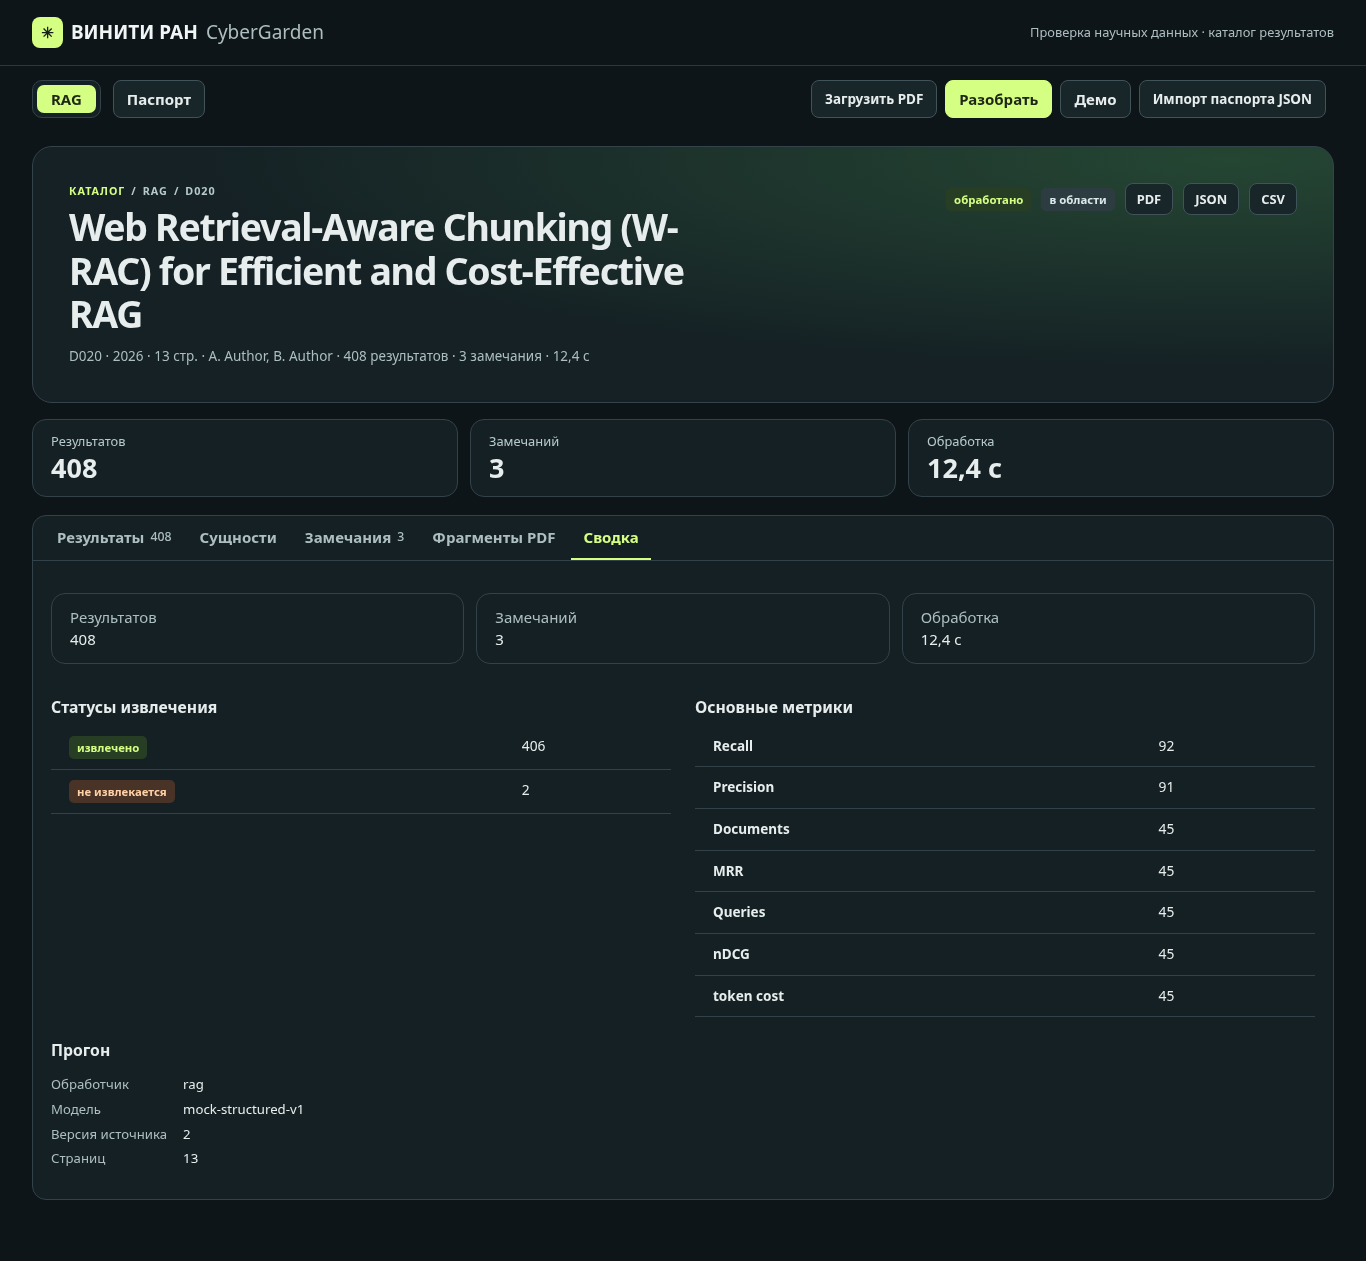 ВИНИТИ РАН CyberGarden
Проверка научных данных · каталог результатов
RAG
Паспорт
Загрузить PDF
Разобрать
Демо
Импорт паспорта JSON
КАТАЛОГ / RAG / D020
обработано
в области
PDF
JSON
CSV
Web Retrieval-Aware Chunking (W-
RAC) for Efficient and Cost-Effective
RAG
D020 · 2026 · 13 стр. · A. Author, B. Author · 408 результатов · 3 замечания · 12,4 с
Результатов
408
Замечаний
3
Обработка
12,4 с
Результаты 408
Сущности
Замечания 3
Фрагменты PDF
Сводка
Результатов
408
Замечаний
3
Обработка
12,4 с
Статусы извлечения
извлечено 406
не извлекается 2
Основные метрики
Recall 92
Precision 91
Documents 45
MRR 45
Queries 45
nDCG 45
token cost 45
Прогон
Обработчик rag
Модель mock-structured-v1
Версия источника 2
Страниц 13